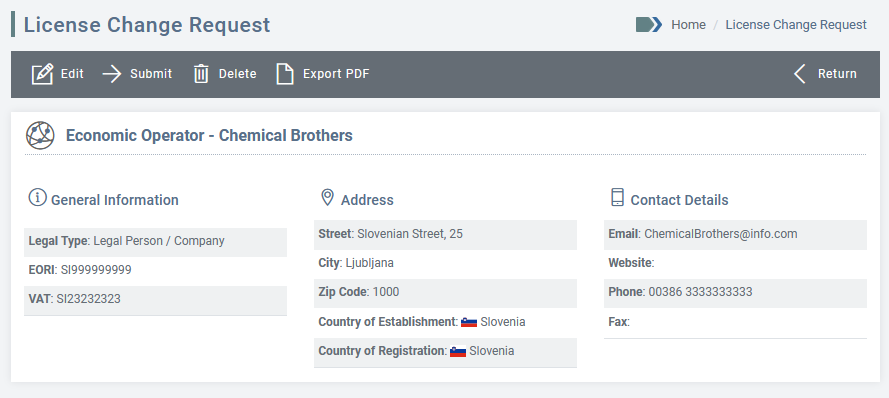 License Change Request
Home / License Change Request
Edit Submit Delete Export PDF Return
Economic Operator - Chemical Brothers
General Information
Legal Type: Legal Person / Company
EORI: SI999999999
VAT: SI23232323
Address
Street: Slovenian Street, 25
City: Ljubljana
Zip Code: 1000
Country of Establishment: Slovenia
Country of Registration: Slovenia
Contact Details
Email: ChemicalBrothers@info.com
Website:
Phone: 00386 3333333333
Fax: